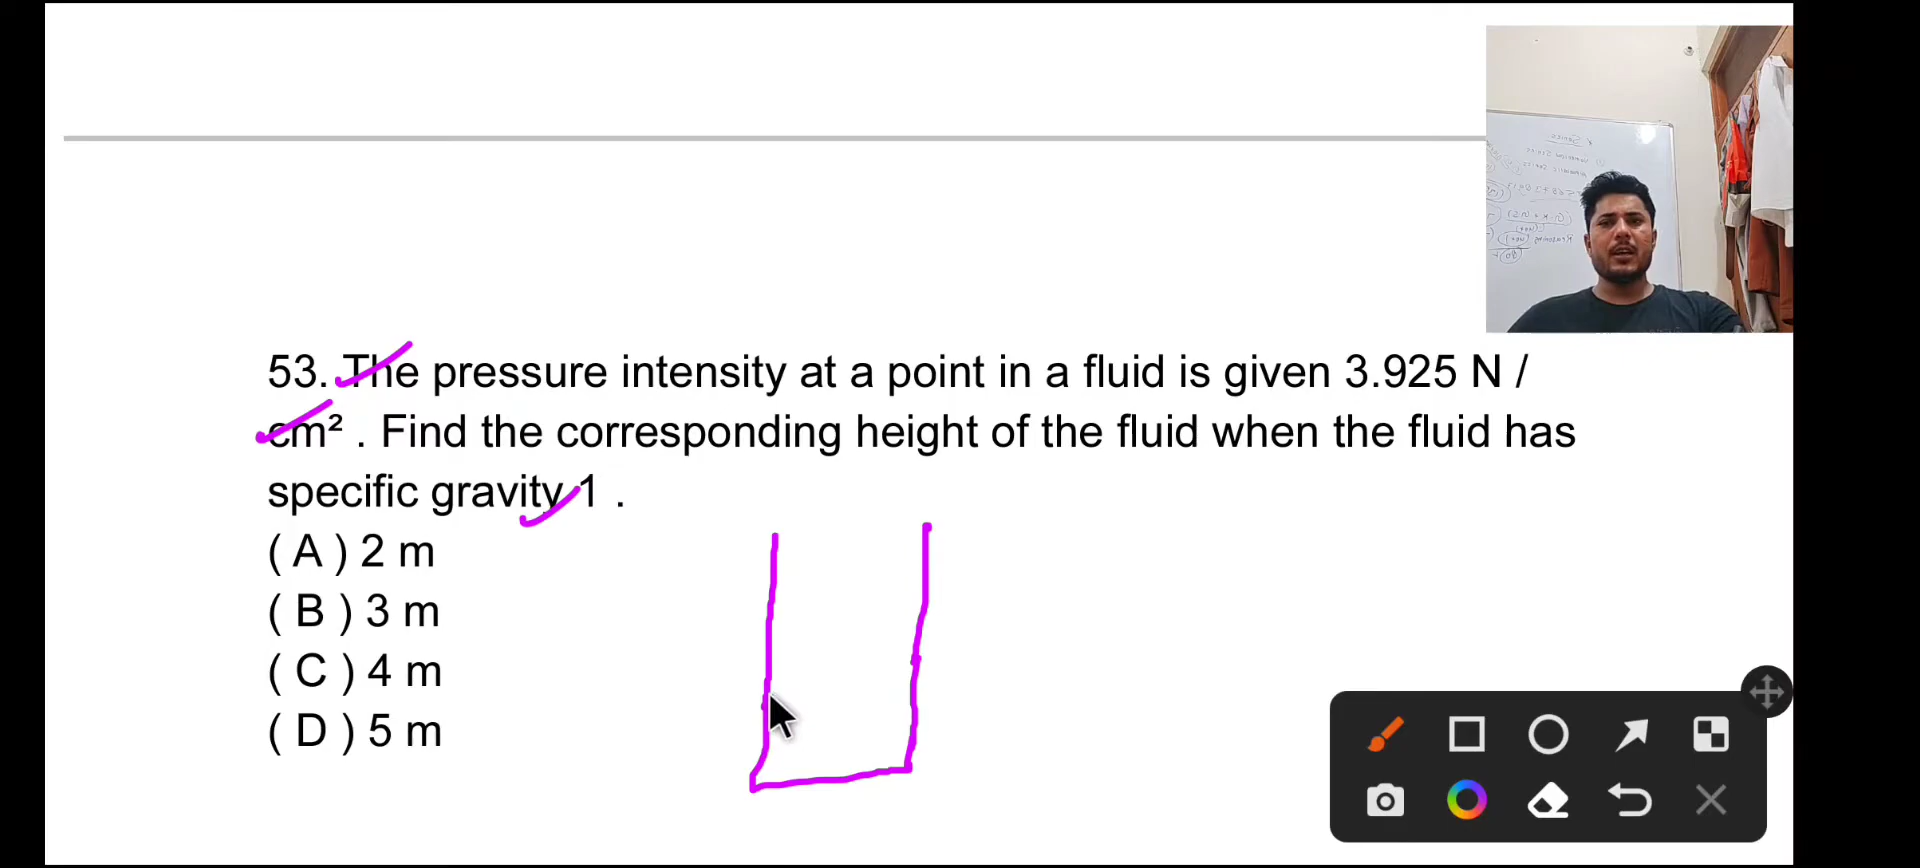 53. The pressure intensity at a point in a fluid is given 3.925 N /
cm² . Find the corresponding height of the fluid when the fluid has
specific gravity 1 .
( A ) 2 m
( B ) 3 m
( C ) 4 m
( D ) 5 m